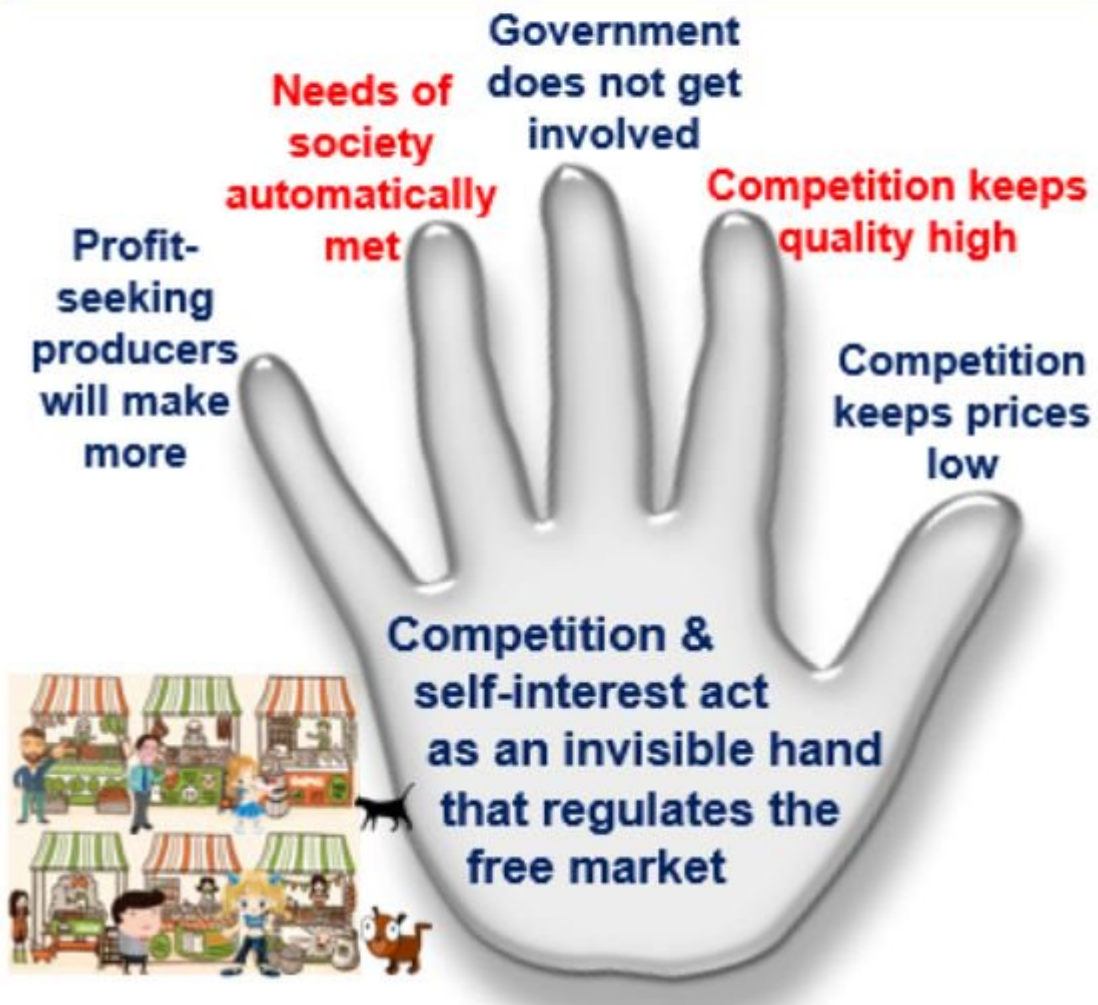 Profit-
seeking
producers
will make
more
Needs of
society
automatically
met
Government
does not get
involved
Competition keeps
quality high
Competition
keeps prices
low
Competition &
self-interest act
as an invisible hand
that regulates the
free market